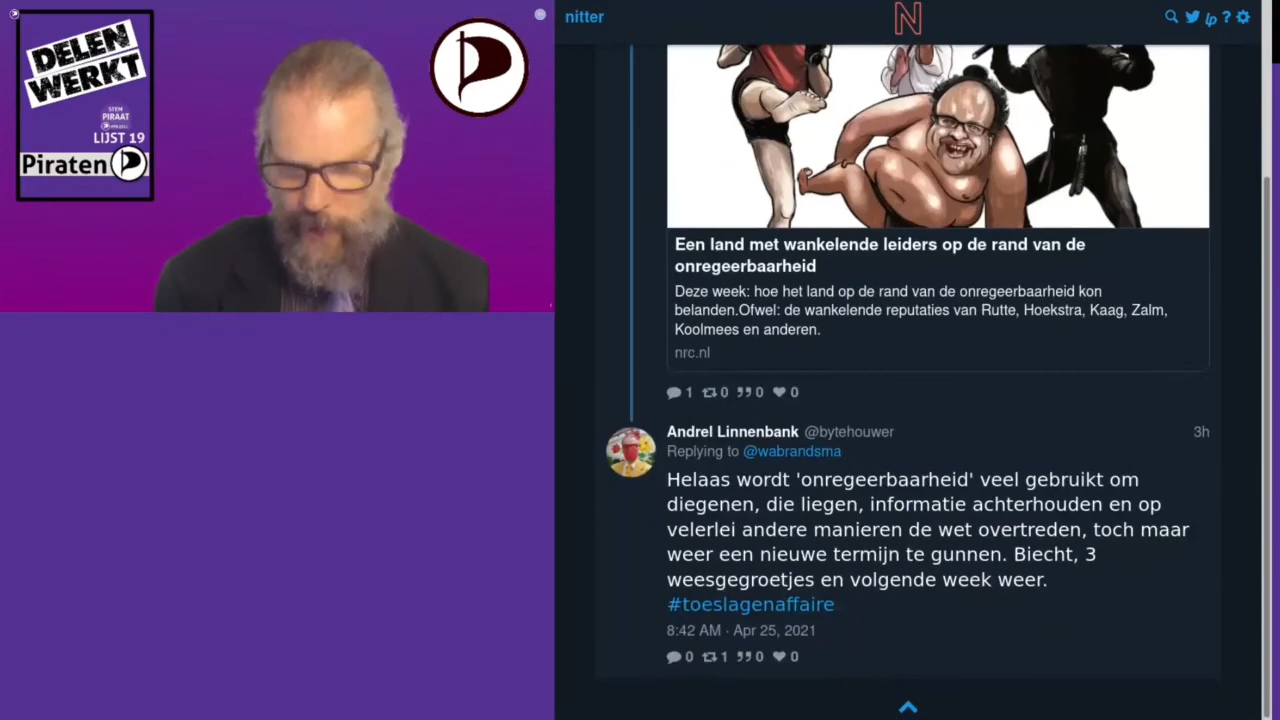 DELEN
WERKT
STEM
PIRAAT
LIJST 19
Piraten
nitter
N
Een land met wankelende leiders op de rand van de
onregeerbaarheid
Deze week: hoe het land op de rand van de onregeerbaarheid kon
belanden.Ofwel: de wankelende reputaties van Rutte, Hoekstra, Kaag, Zalm,
Koolmees en anderen.
nrc.nl
1 0 0 0
Andrel Linnenbank @bytehouwer 3h
Replying to @wabrandsma
Helaas wordt 'onregeerbaarheid' veel gebruikt om
diegenen, die liegen, informatie achterhouden en op
velerlei andere manieren de wet overtreden, toch maar
weer een nieuwe termijn te gunnen. Biecht, 3
weesgegroetjes en volgende week weer.
#toeslagenaffaire
8:42 AM · Apr 25, 2021
0 1 0 0